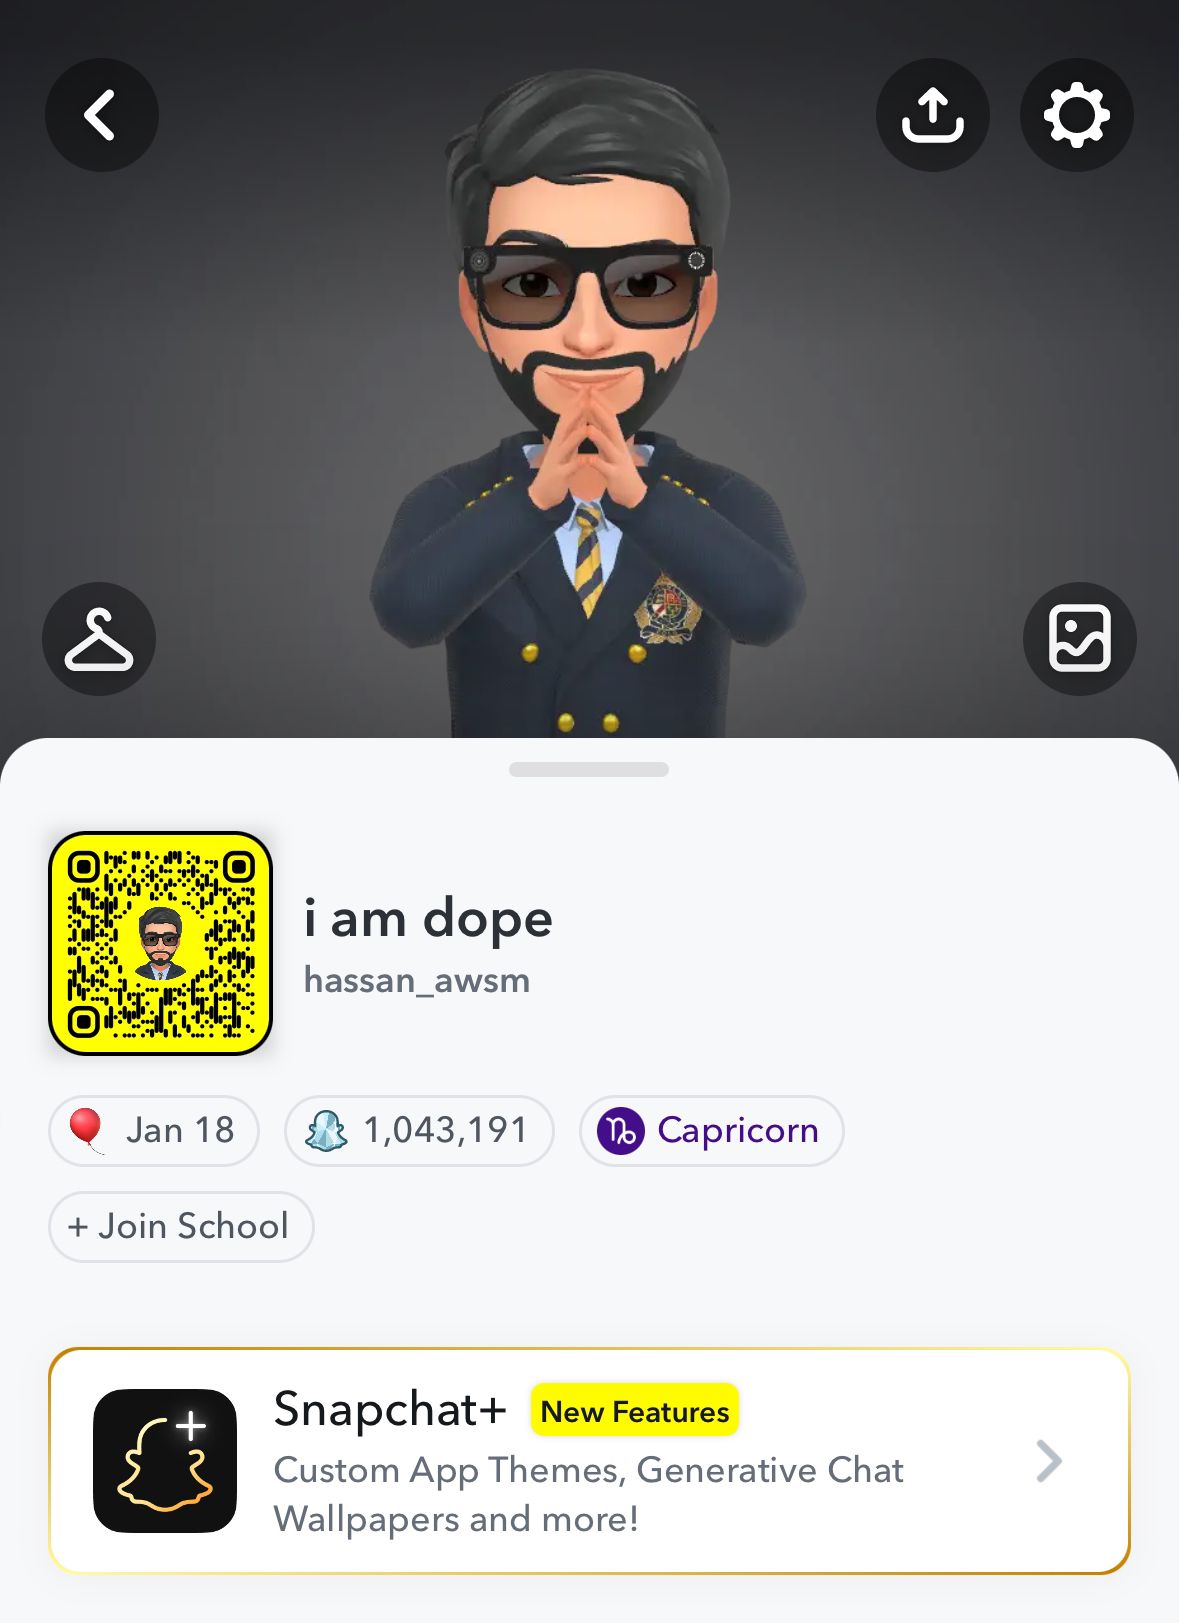 i am dope
hassan_awsm
Jan 18
1,043,191
Capricorn
+ Join School
Snapchat+ New Features
Custom App Themes, Generative Chat
Wallpapers and more!